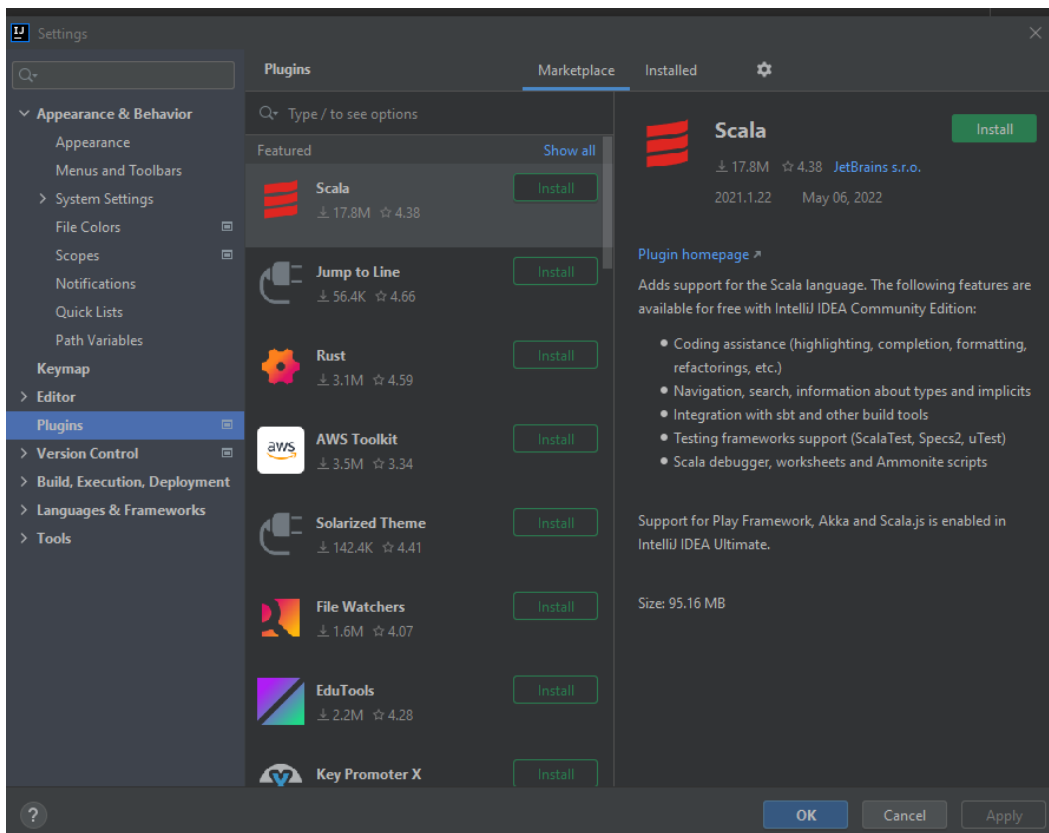 IJ
Settings
Appearance & Behavior
Appearance
Menus and Toolbars
System Settings
File Colors
Scopes
Notifications
Quick Lists
Path Variables
Keymap
Editor
Plugins
Version Control
Build, Execution, Deployment
Languages & Frameworks
Tools
Plugins
Marketplace
Installed
Type / to see options
Featured
Show all
Scala
17.8M 4.38
Install
Jump to Line
56.4K 4.66
Install
Rust
3.1M 4.59
Install
aws
AWS Toolkit
3.5M 3.34
Install
Solarized Theme
142.4K 4.41
Install
File Watchers
1.6M 4.07
Install
EduTools
2.2M 4.28
Install
Key Promoter X
Install
Scala
Install
17.8M 4.38 JetBrains s.r.o.
2021.1.22 May 06, 2022
Plugin homepage
Adds support for the Scala language. The following features are
available for free with IntelliJ IDEA Community Edition:
Coding assistance (highlighting, completion, formatting,
refactorings, etc.)
Navigation, search, information about types and implicits
Integration with sbt and other build tools
Testing frameworks support (ScalaTest, Specs2, uTest)
Scala debugger, worksheets and Ammonite scripts
Support for Play Framework, Akka and Scala.js is enabled in
IntelliJ IDEA Ultimate.
Size: 95.16 MB
?
OK
Cancel
Apply